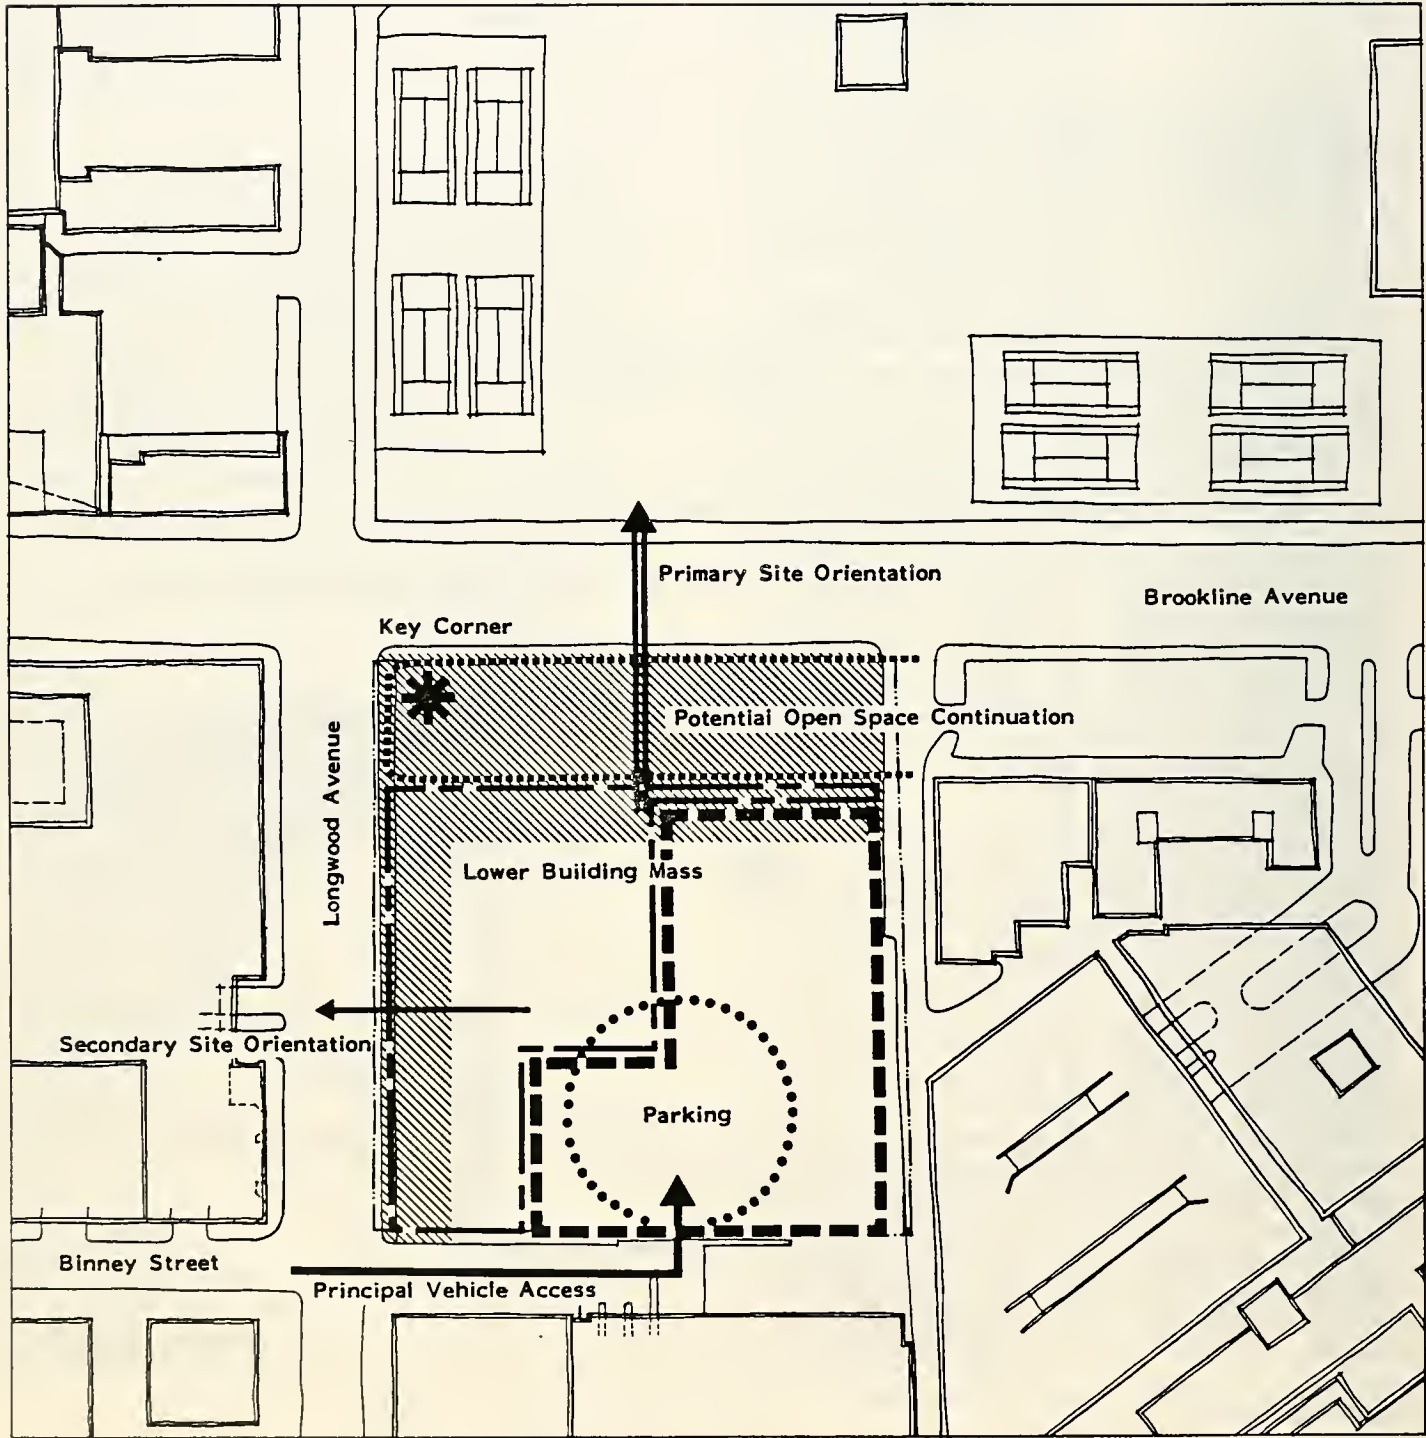 Primary Site Orientation
Brookline Avenue
Key Corner
Potential Open Space Continuation
Longwood Avenue
Lower Building Mass
Secondary Site Orientation
Parking
Binney Street
Principal Vehicle Access